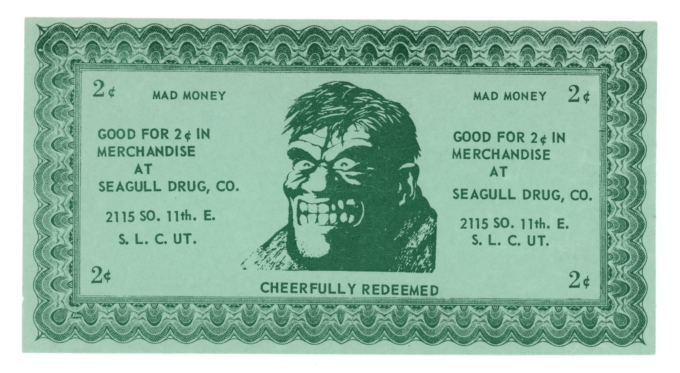 2¢ MAD MONEY
GOOD FOR 2¢ IN
MERCHANDISE
AT
SEAGULL DRUG, CO.
2115 SO. 11th. E.
S. L. C. UT.
2¢
MAD MONEY 2¢
GOOD FOR 2¢ IN
MERCHANDISE
AT
SEAGULL DRUG, CO.
2115 SO. 11th. E.
S. L. C. UT.
2¢
CHEERFULLY REDEEMED